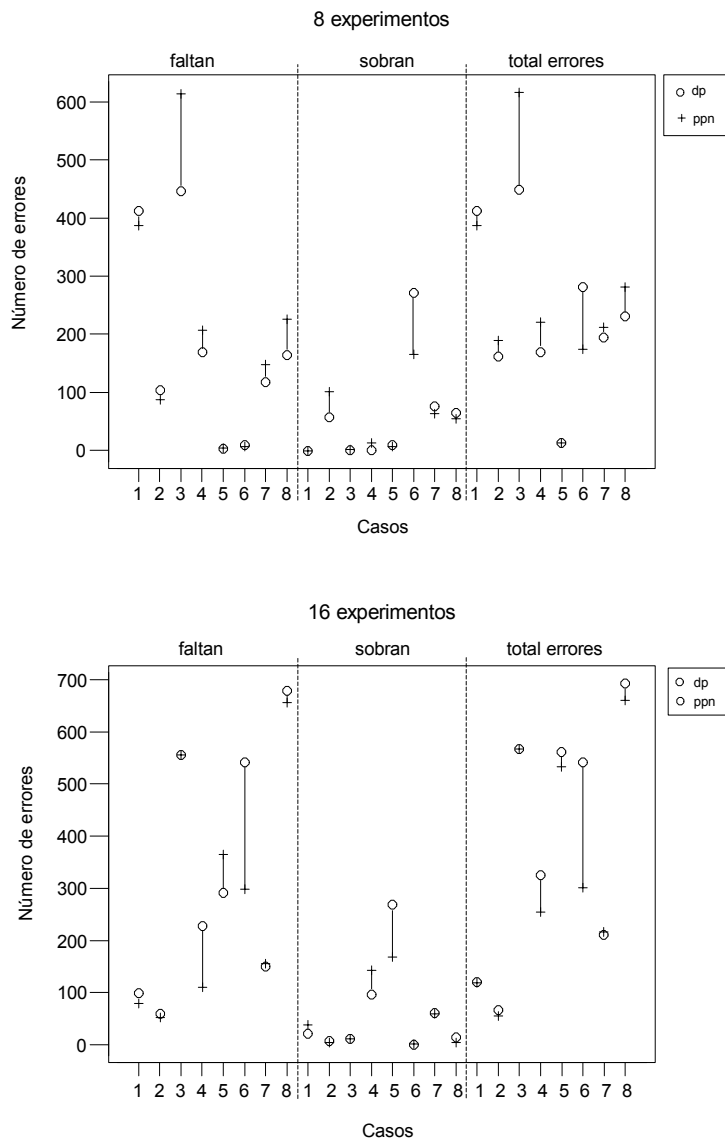 8 experimentos
faltan sobran total errores
dp
ppn
Número de errores
600
500
400
300
200
100
0
1 2 3 4 5 6 7 8 1 2 3 4 5 6 7 8 1 2 3 4 5 6 7 8
Casos
16 experimentos
faltan sobran total errores
dp
ppn
Número de errores
700
600
500
400
300
200
100
0
1 2 3 4 5 6 7 8 1 2 3 4 5 6 7 8 1 2 3 4 5 6 7 8
Casos